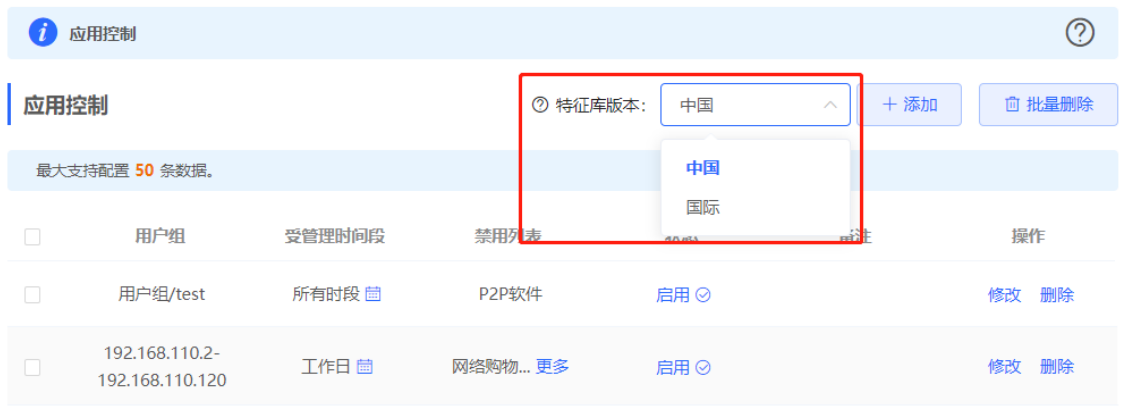 应用控制
应用控制
特征库版本: 中国 + 添加 批量删除
中国
国际
最大支持配置 50 条数据。
用户组 受管理时间段 禁用列表 状态 备注 操作
用户组/test 所有时段 P2P软件 启用 修改 删除
192.168.110.2-
192.168.110.120 工作日 网络购物... 更多 启用 修改 删除